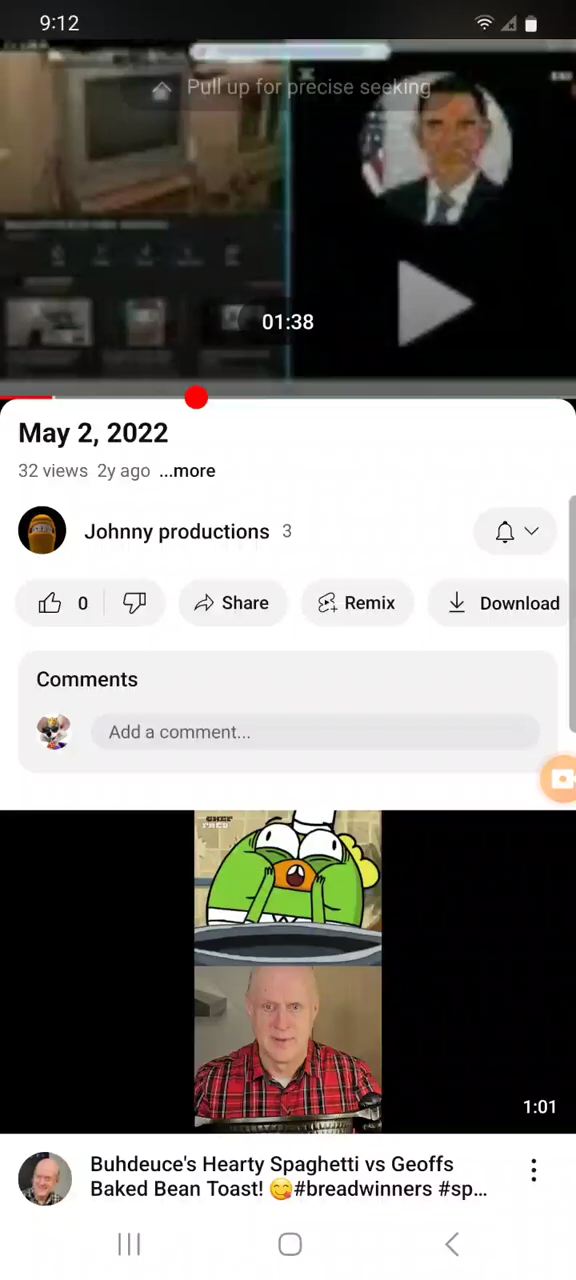 9:12
Pull up for precise seeking
01:38
May 2, 2022
32 views 2y ago ...more
Johnny productions 3
0 Share Remix Download
Comments
Add a comment...
CHEF
1:01
Buhdeuce's Hearty Spaghetti vs Geoffs
Baked Bean Toast! 😋#breadwinners #sp...